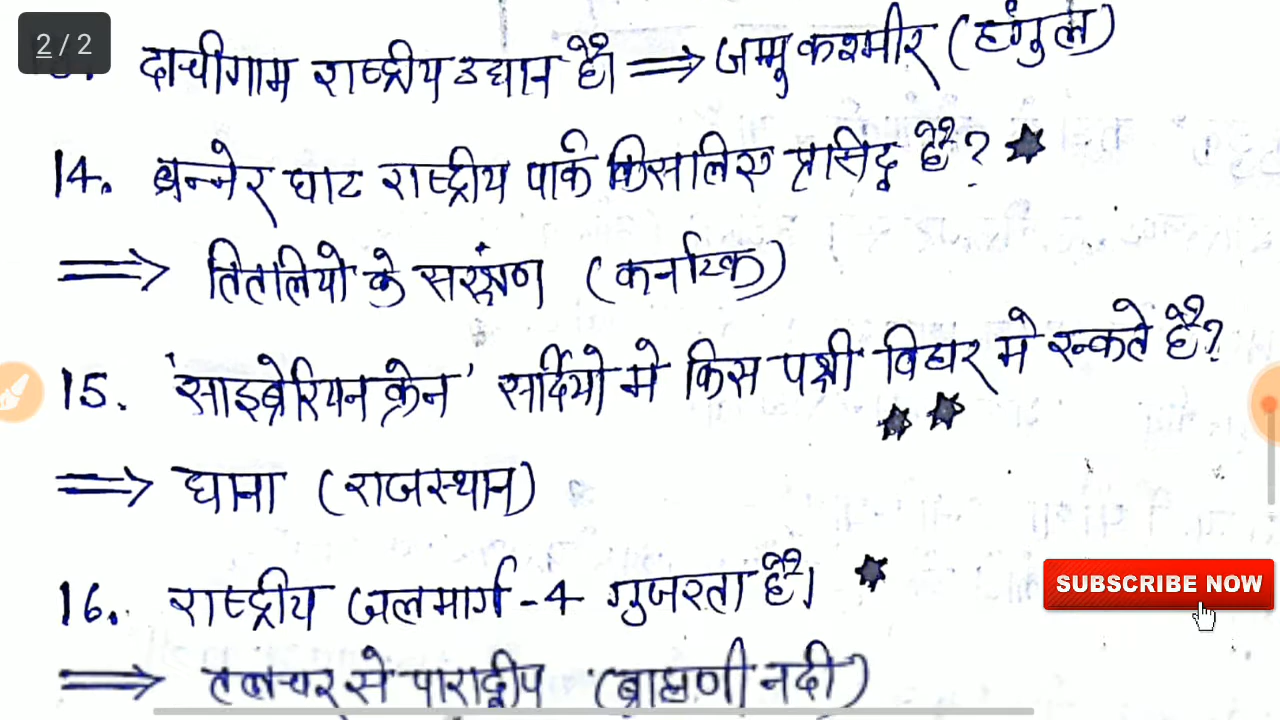 2 / 2
दाचीगाम राष्ट्रीय उद्यान है। ⇒ जम्मु कश्मीर (हंगुल)
14. बन्नेर घाट राष्ट्रीय पार्क किसलिए प्रसिद्ध है?
⇒ तितलियो के सरंक्षण (कर्नाटक)
15. 'साइबेरियन क्रेन' सर्दियो मे किस पक्षी विहार मे रुकते है?
⇒ घाना (राजस्थान)
16. राष्ट्रीय जलमार्ग - 4 गुजरता है।
SUBSCRIBE NOW
⇒ तलचर से पाराद्वीप (ब्राह्मणी नदी)